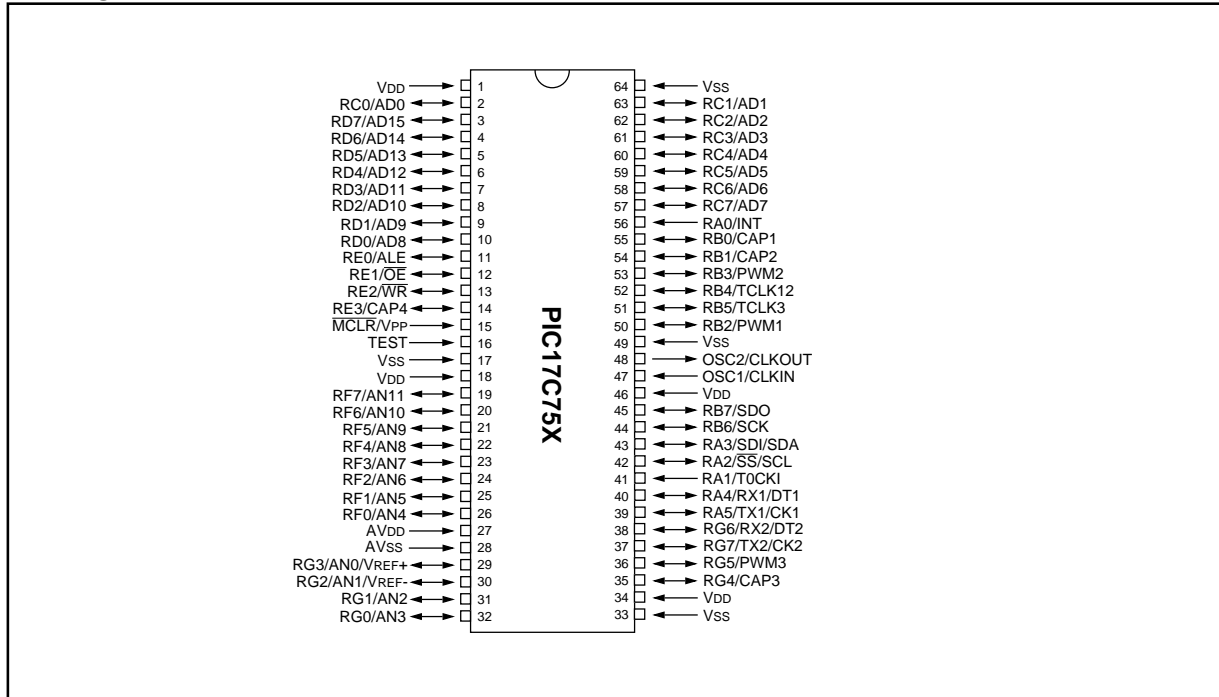 VDD 1
RC0/AD0 2
RD7/AD15 3
RD6/AD14 4
RD5/AD13 5
RD4/AD12 6
RD3/AD11 7
RD2/AD10 8
RD1/AD9 9
RD0/AD8 10
RE0/ALE 11
RE1/OE 12
RE2/WR 13
RE3/CAP4 14
MCLR/VPP 15
TEST 16
VSS 17
VDD 18
RF7/AN11 19
RF6/AN10 20
RF5/AN9 21
RF4/AN8 22
RF3/AN7 23
RF2/AN6 24
RF1/AN5 25
RF0/AN4 26
AVDD 27
AVSS 28
RG3/AN0/VREF+ 29
RG2/AN1/VREF- 30
RG1/AN2 31
RG0/AN3 32
PIC17C75X
64 VSS
63 RC1/AD1
62 RC2/AD2
61 RC3/AD3
60 RC4/AD4
59 RC5/AD5
58 RC6/AD6
57 RC7/AD7
56 RA0/INT
55 RB0/CAP1
54 RB1/CAP2
53 RB3/PWM2
52 RB4/TCLK12
51 RB5/TCLK3
50 RB2/PWM1
49 VSS
48 OSC2/CLKOUT
47 OSC1/CLKIN
46 VDD
45 RB7/SDO
44 RB6/SCK
43 RA3/SDI/SDA
42 RA2/SS/SCL
41 RA1/T0CKI
40 RA4/RX1/DT1
39 RA5/TX1/CK1
38 RG6/RX2/DT2
37 RG7/TX2/CK2
36 RG5/PWM3
35 RG4/CAP3
34 VDD
33 VSS